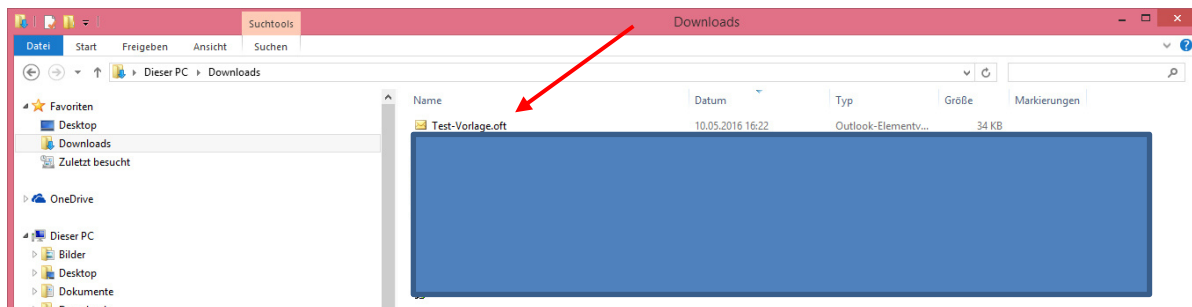 Suchtools
Downloads
Datei Start Freigeben Ansicht Suchen
Dieser PC Downloads
Favoriten
Desktop
Downloads
Zuletzt besucht
OneDrive
Dieser PC
Bilder
Desktop
Dokumente
Name Datum Typ Größe Markierungen
Test-Vorlage.oft 10.05.2016 16:22 Outlook-Elementv... 34 KB